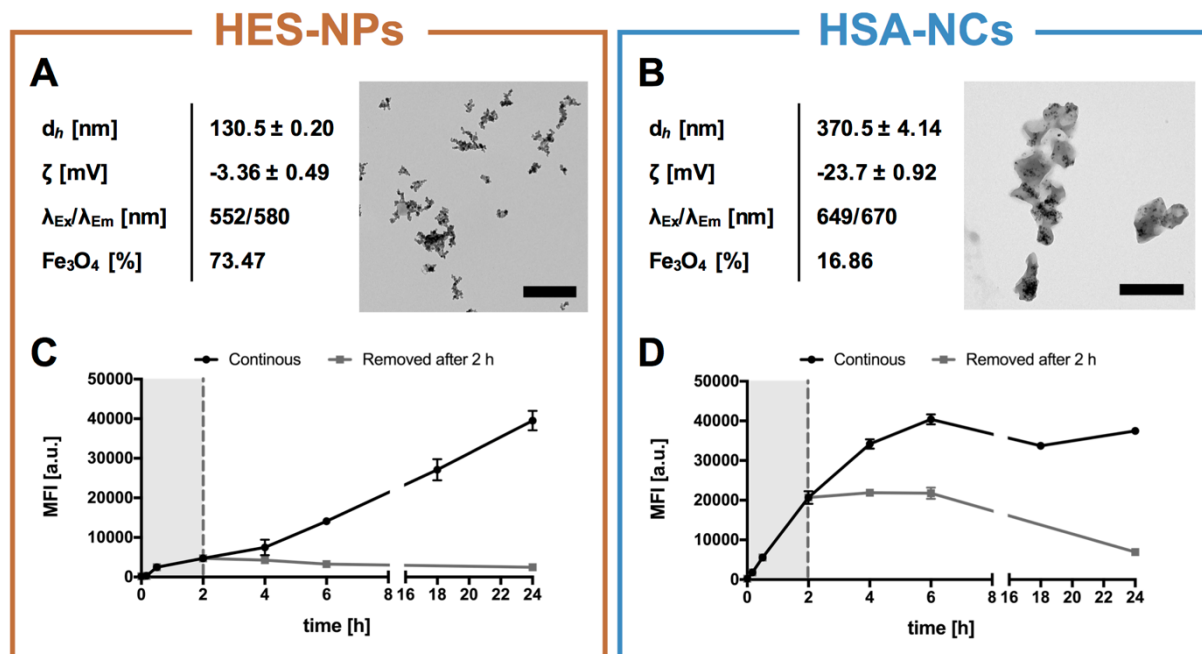 HES-NPs
A
dh [nm] 130.5 ± 0.20
ζ [mV] -3.36 ± 0.49
λEx/λEm [nm] 552/580
Fe3O4 [%] 73.47
C
Continous Removed after 2 h
50000
40000
30000
20000
10000
0
MFI [a.u.]
0 2 4 6 8 16 18 20 22 24
time [h]
HSA-NCs
B
dh [nm] 370.5 ± 4.14
ζ [mV] -23.7 ± 0.92
λEx/λEm [nm] 649/670
Fe3O4 [%] 16.86
D
Continous Removed after 2 h
50000
40000
30000
20000
10000
0
MFI [a.u.]
0 2 4 6 8 16 18 20 22 24
time [h]